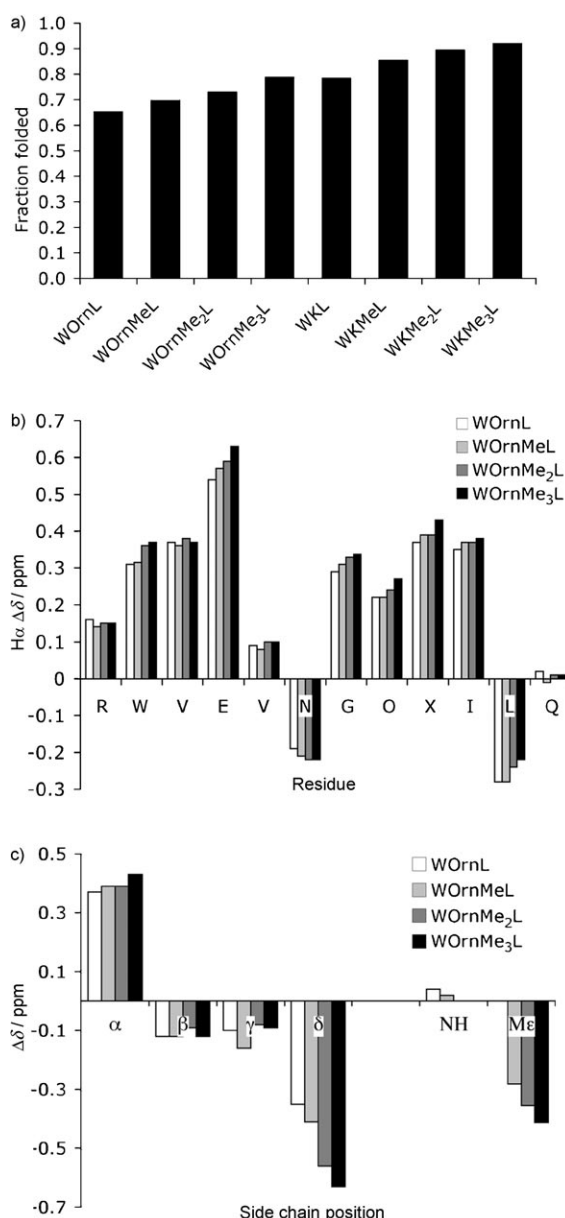 a)
1.0
0.9
0.8
0.7
0.6
0.5
0.4
0.3
0.2
0.1
0.0
Fraction folded
WOrnL
WOrnMeL
WOrnMe₂L
WOrnMe₃L
WKL
WKMeL
WKMe₂L
WKMe₃L
b)
0.7
0.6
0.5
0.4
0.3
0.2
0.1
0
-0.1
-0.2
-0.3
Hα Δδ / ppm
WOrnL
WOrnMeL
WOrnMe₂L
WOrnMe₃L
R W V E V N G O X I L Q
Residue
c)
0.5
0.3
0.1
-0.1
-0.3
-0.5
-0.7
Δδ / ppm
WOrnL
WOrnMeL
WOrnMe₂L
WOrnMe₃L
α β γ δ NH Mε
Side chain position